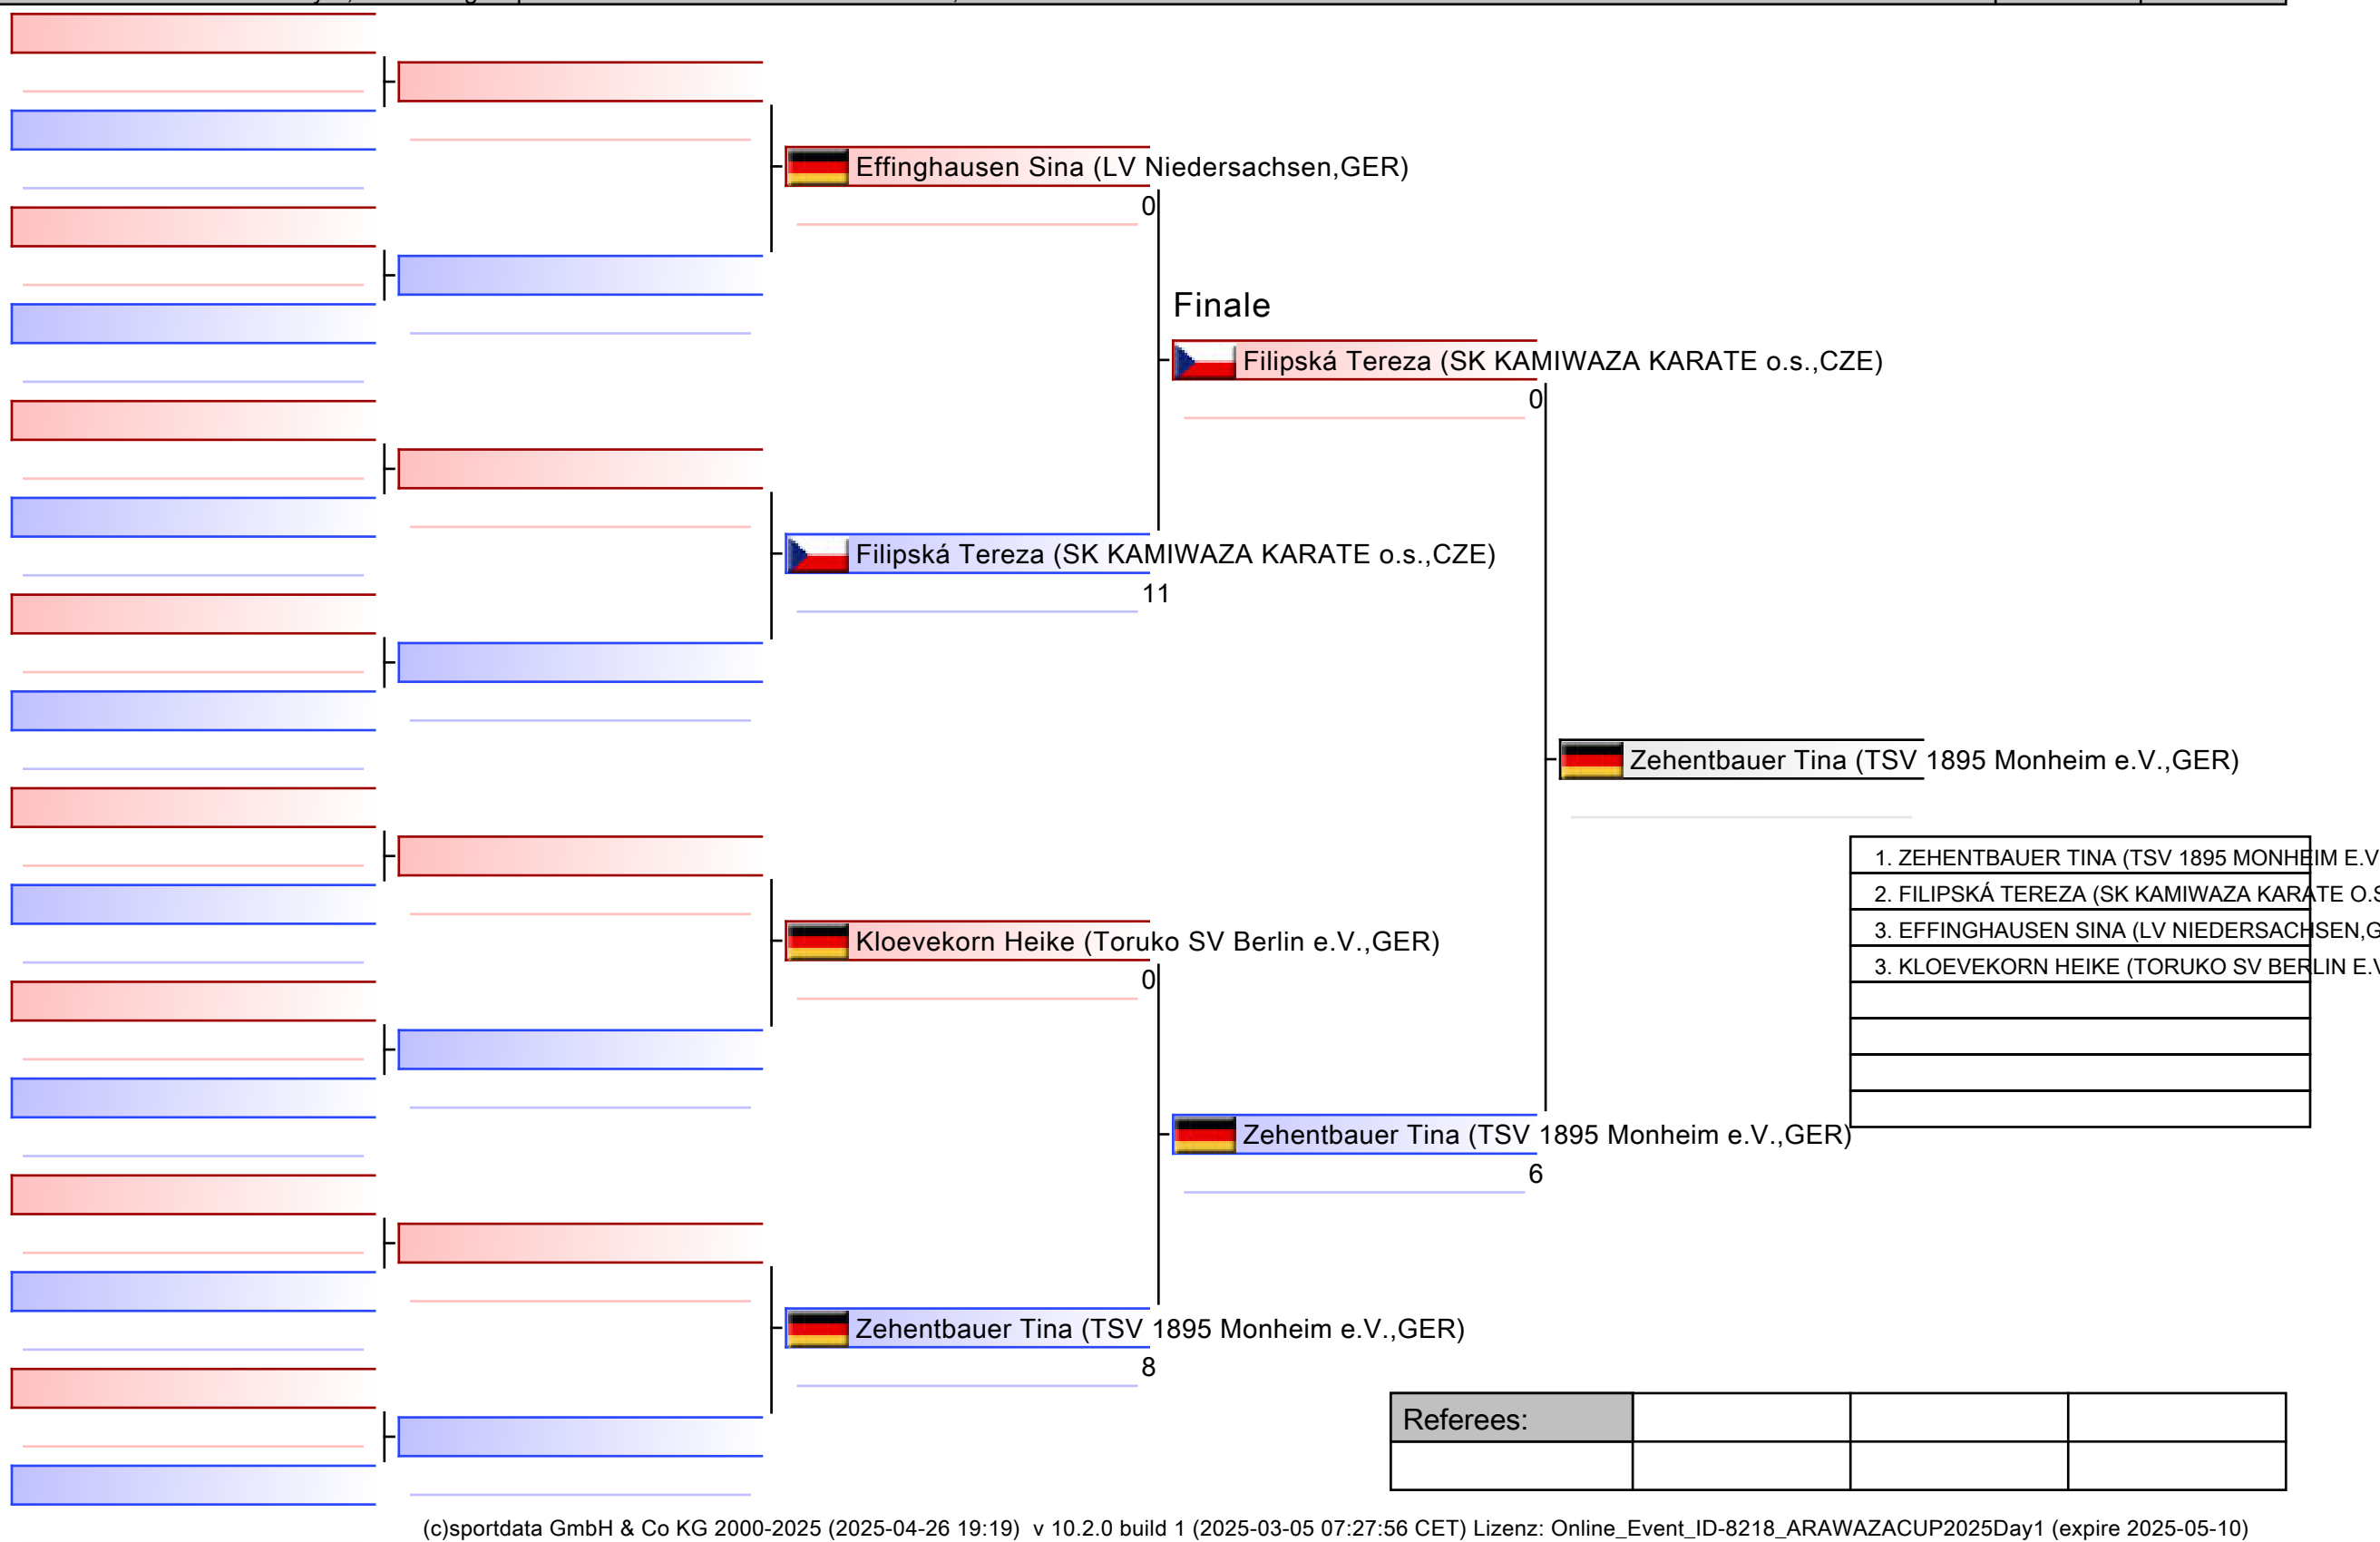 Effinghausen Sina (LV Niedersachsen,GER)
0
Finale
Filipská Tereza (SK KAMIWAZA KARATE o.s.,CZE)
0
Filipská Tereza (SK KAMIWAZA KARATE o.s.,CZE)
11
Zehentbauer Tina (TSV 1895 Monheim e.V.,GER)
1. ZEHENTBAUER TINA (TSV 1895 MONHEIM E.V
2. FILIPSKÁ TEREZA (SK KAMIWAZA KARATE O.S
3. EFFINGHAUSEN SINA (LV NIEDERSACHSEN,G
3. KLOEVEKORN HEIKE (TORUKO SV BERLIN E.V
Kloevekorn Heike (Toruko SV Berlin e.V.,GER)
0
Zehentbauer Tina (TSV 1895 Monheim e.V.,GER)
6
Zehentbauer Tina (TSV 1895 Monheim e.V.,GER)
8
Referees:
(c)sportdata GmbH & Co KG 2000-2025 (2025-04-26 19:19) v 10.2.0 build 1 (2025-03-05 07:27:56 CET) Lizenz: Online_Event_ID-8218_ARAWAZACUP2025Day1 (expire 2025-05-10)